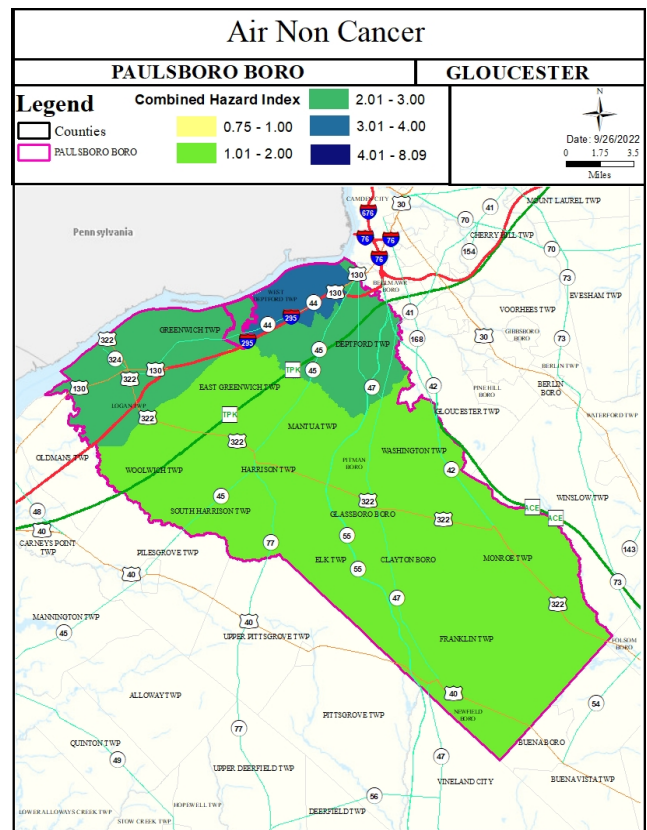 Air Non Cancer
PAULSBORO BORO
GLOUCESTER
Legend
Counties
PAULSBORO BORO
Combined Hazard Index
0.75 - 1.00
1.01 - 2.00
2.01 - 3.00
3.01 - 4.00
4.01 - 8.09
N
Date: 9/26/2022
0 1.75 3.5
Miles
CAMDEN CITY
30
41
MOUNT LAUREL TWP
676
70
Pennsylvania
76
76
CHERRY HILL TWP
154
70
76
130
73
BELLMAWR BORO
WEST DEPTFORD TWP
44
130
EVESHAM TWP
41
VOORHEES TWP
GREENWICH TWP
44
295
322
295
168
30
GIBBSBORO BORO
73
DEPTFORD TWP
45
324
130
TPK
45
BERLIN TWP
322
130
EAST GREENWICH TWP
47
42
PINE HILL BORO
BERLIN BORO
LOGAN TWP
322
TPK
GLOUCESTER TWP
WATERFORD TWP
MANTUA TWP
322
OLDMANS TWP
WASHINGTON TWP
PITMAN BORO
WOOLWICH TWP
HARRISON TWP
42
45
WINSLOW TWP
48
SOUTH HARRISON TWP
322
ACE
GLASSBORO BORO
322
ACE
40
CARNEYS POINT TWP
77
55
143
PILESGROVE TWP
ELK TWP
CLAYTON BORO
MONROE TWP
40
55
73
47
322
MANNINGTON TWP
40
45
UPPER PITTSGROVE TWP
FRANKLIN TWP
FOLSOM BORO
ALLOWAY TWP
40
54
PITTSGROVE TWP
NEWFIELD BORO
77
QUINTON TWP
BUENA BORO
49
47
UPPER DEERFIELD TWP
BUENA VISTA TWP
VINELAND CITY
56
HOPEWELL TWP
LOWER ALLOWAYS CREEK TWP
DEERFIELD TWP
STOW CREEK TWP